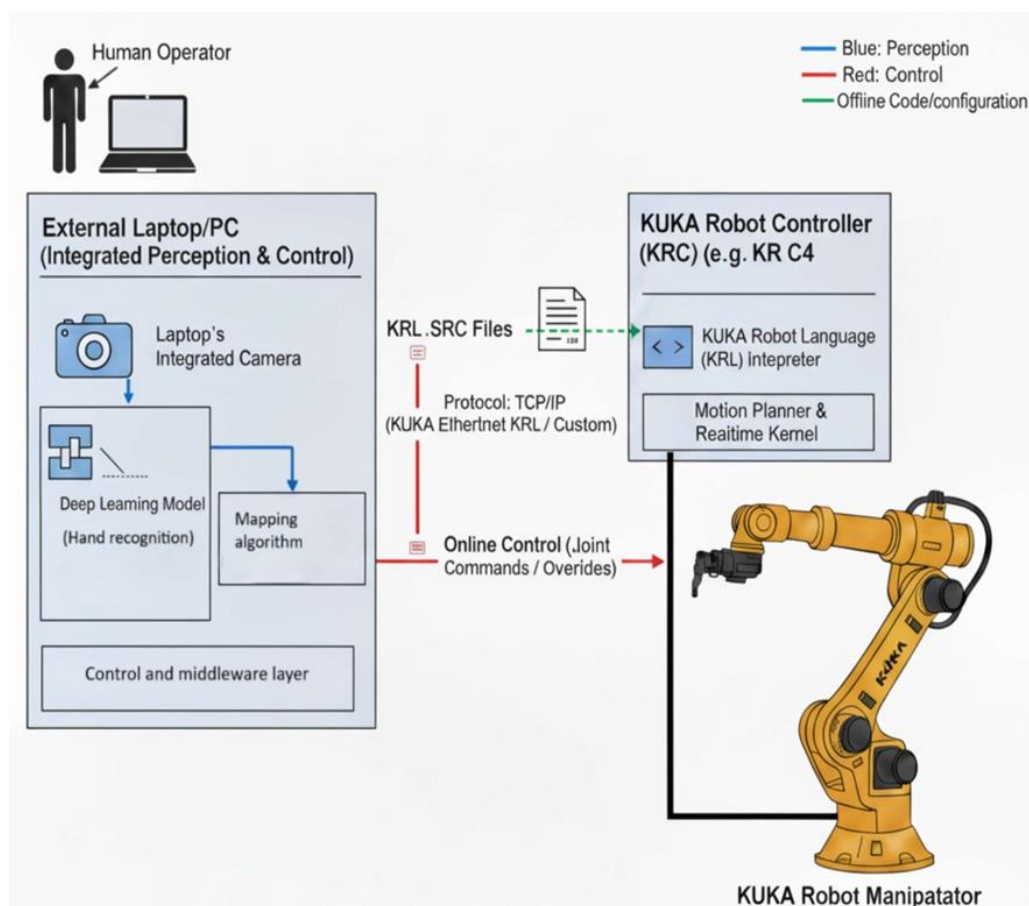 Human Operator
Blue: Perception
Red: Control
Offline Code/configuration
External Laptop/PC
(Integrated Perception & Control)
Laptop's
Integrated Camera
Deep Learning Model
(Hand recognition)
Mapping
algorithm
Control and middleware layer
KRL .SRC Files
Protocol: TCP/IP
(KUKA Ethertnet KRL / Custom)
Online Control (Joint
Commands / Overides)
KUKA Robot Controller
(KRC) (e.g. KR C4
< >
KUKA Robot Language
(KRL) intepreter
Motion Planner &
Realtime Kernel
KUKA
KUKA Robot Manipatator